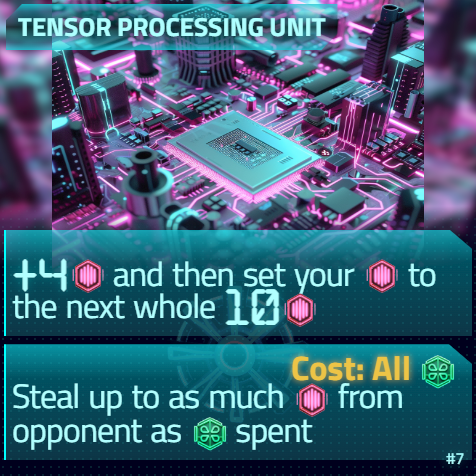 TENSOR PROCESSING UNIT
+4 and then set your to
the next whole 10
Cost: All
Steal up to as much from
opponent as spent
#7